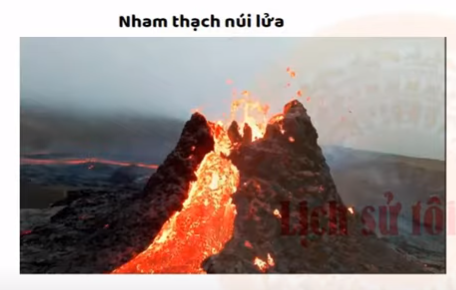 Nham thạch núi lửa
Lịch sử tôi